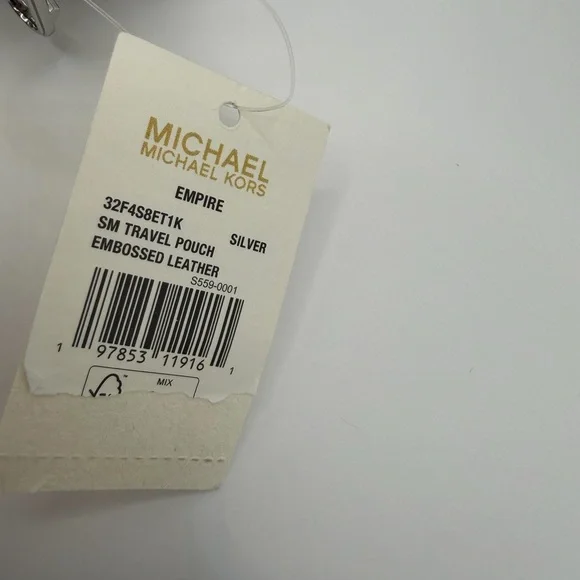 MICHAEL
MICHAEL KORS
EMPIRE
32F4S8ET1K SILVER
SM TRAVEL POUCH
EMBOSSED LEATHER
S559-0001
1 97853 11916 1
MIX